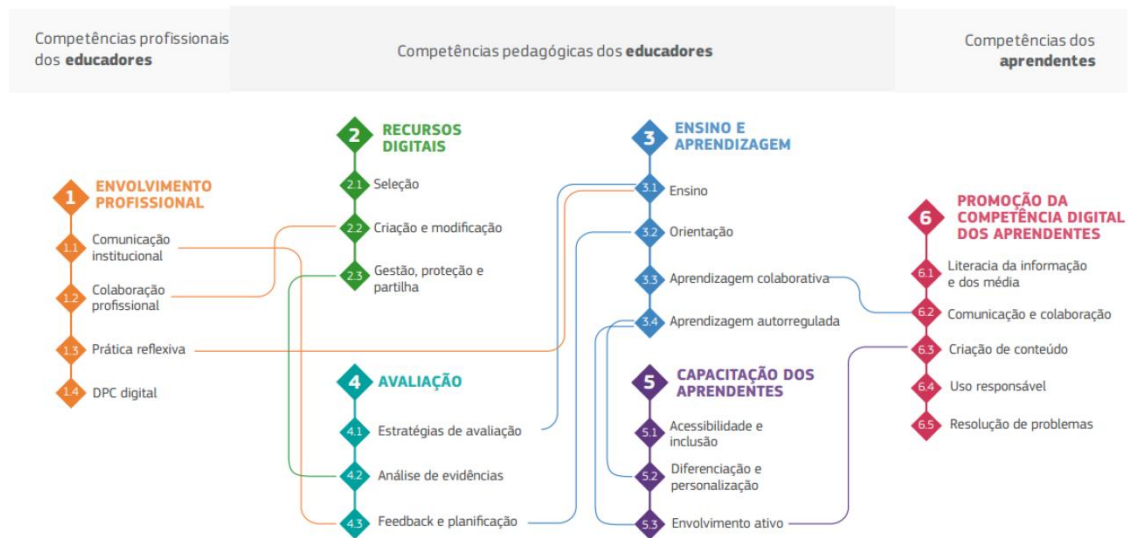 Competências profissionais
dos educadores
Competências pedagógicas dos educadores
Competências dos
aprendentes
1
ENVOLVIMENTO
PROFISSIONAL
1.1
Comunicação
institucional
1.2
Colaboração
profissional
1.3
Prática reflexiva
1.4
DPC digital
2
RECURSOS
DIGITAIS
2.1
Seleção
2.2
Criação e modificação
2.3
Gestão, proteção e
partilha
4
AVALIAÇÃO
4.1
Estratégias de avaliação
4.2
Análise de evidências
4.3
Feedback e planificação
3
ENSINO E
APRENDIZAGEM
3.1
Ensino
3.2
Orientação
3.3
Aprendizagem colaborativa
3.4
Aprendizagem autorregulada
5
CAPACITAÇÃO DOS
APRENDENTES
5.1
Acessibilidade e
inclusão
5.2
Diferenciação e
personalização
5.3
Envolvimento ativo
6
PROMOÇÃO DA
COMPETÊNCIA DIGITAL
DOS APRENDENTES
6.1
Literacia da informação
e dos média
6.2
Comunicação e colaboração
6.3
Criação de conteúdo
6.4
Uso responsável
6.5
Resolução de problemas